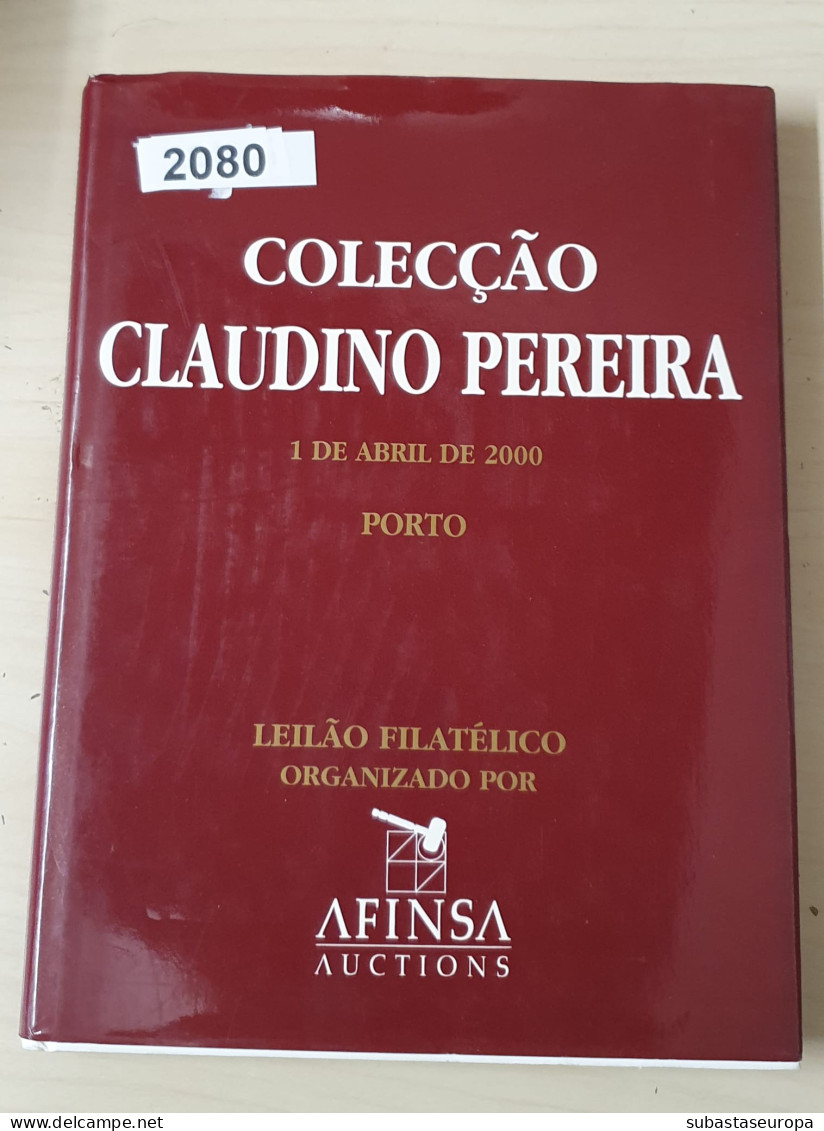 2080
COLECÇÃO
CLAUDINO PEREIRA
1 DE ABRIL DE 2000
PORTO
LEILÃO FILATÉLICO
ORGANIZADO POR
AFINSA
AUCTIONS
delcampe.net
subastaseuropa